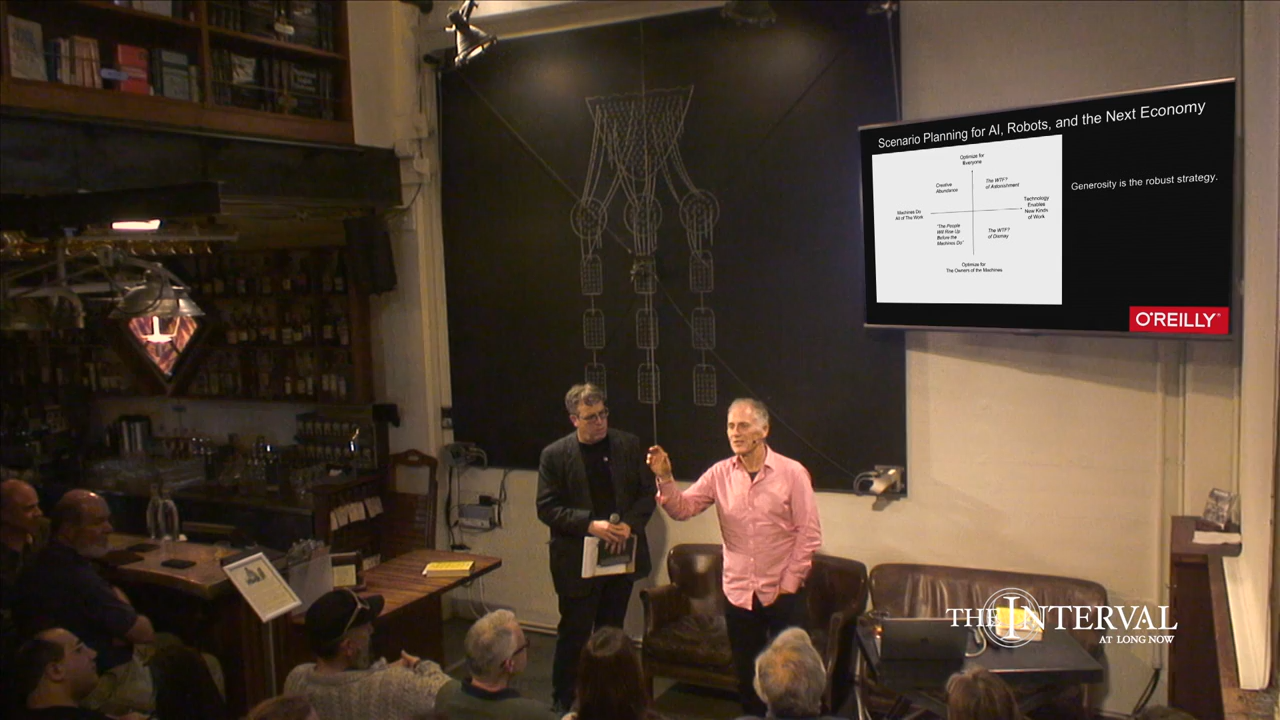 Scenario Planning for AI, Robots, and the Next Economy
Optimize for
Everyone
Creative
Abundance
The WTF?
of Astonishment
Machines Do
All of The Work
Technology
Enables
New Kinds
of Work
"The People
Will Rise Up
Before the
Machines Do"
The WTF?
of Dismay
Optimize for
The Owners of the Machines
Generosity is the robust strategy.
O'REILLY®
THE INTERVAL
AT LONG NOW